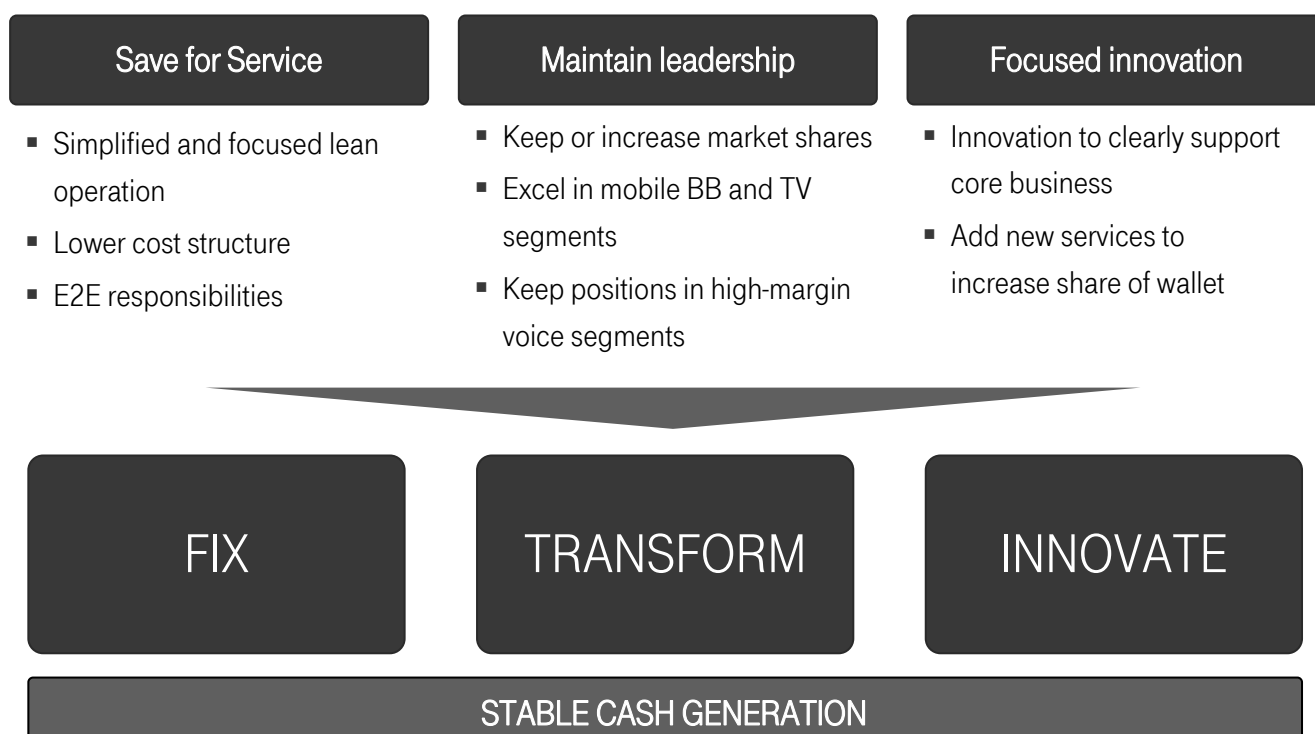 Save for Service
Simplified and focused lean
operation
Lower cost structure
E2E responsibilities
Maintain leadership
Keep or increase market shares
Excel in mobile BB and TV
segments
Keep positions in high-margin
voice segments
Focused innovation
Innovation to clearly support
core business
Add new services to
increase share of wallet
FIX
TRANSFORM
INNOVATE
STABLE CASH GENERATION